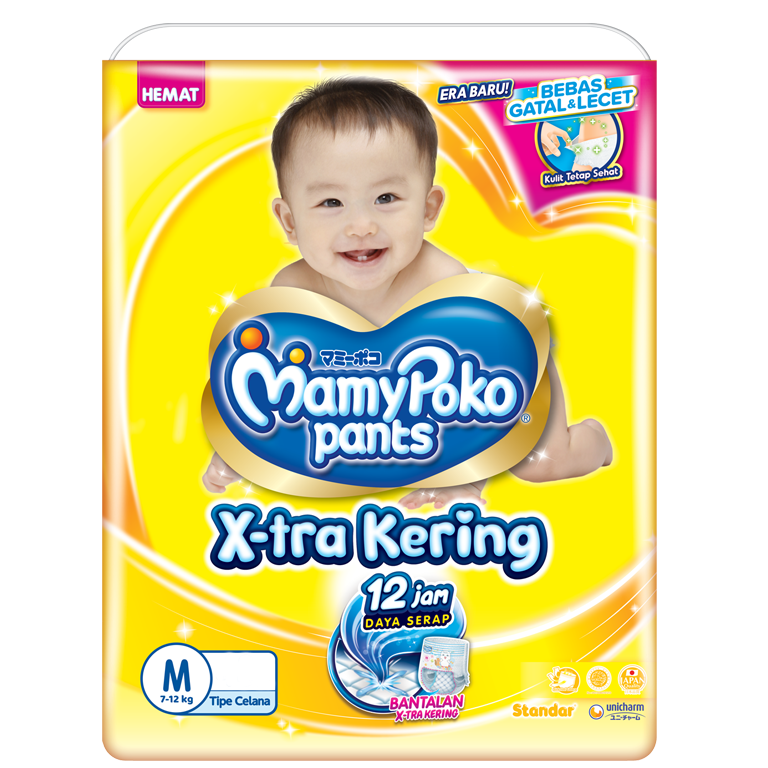 HEMAT
ERA BARU!
BEBAS
GATAL & LECET
Kulit Tetap Sehat
マミーポコ
MamyPoko
pants
®
X-tra Kering
12 jam
DAYA SERAP
BANTALAN
X-TRA KERING
M
7-12 kg
Tipe Celana
JAPAN
Standar
unicharm
ユニ・チャーム